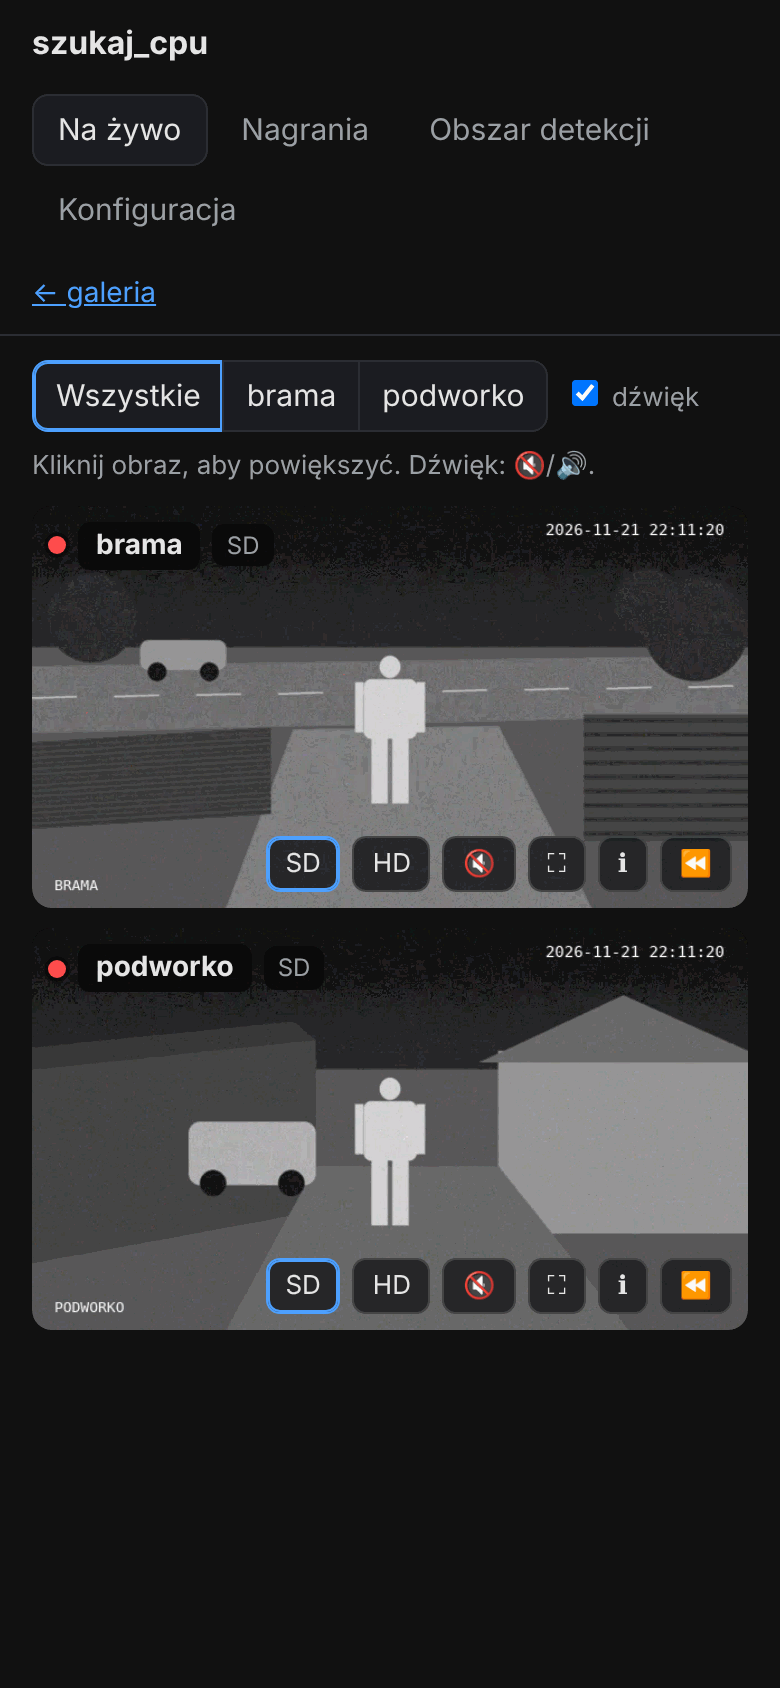 szukaj_cpu
Na żywo Nagrania Obszar detekcji
Konfiguracja
← galeria
Wszystkie brama podworko dźwięk
Kliknij obraz, aby powiększyć. Dźwięk: 🔇/🔊.
brama SD 2026-11-21 22:11:20
SD HD 🔇 ⛶ ℹ ⏪
BRAMA
podworko SD 2026-11-21 22:11:20
SD HD 🔇 ⛶ ℹ ⏪
PODWORKO